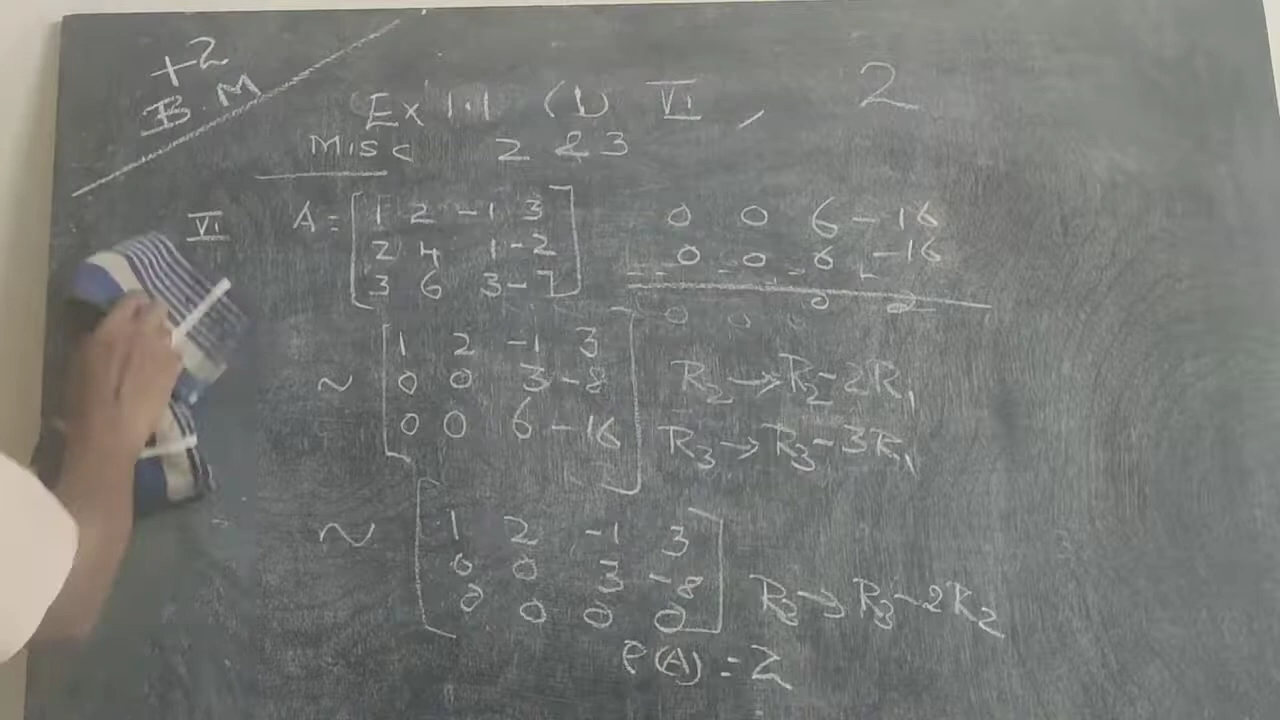 +2
B.M
Ex 1.1 (1) VI, 2
Misc 2 & 3
VI A = [ 1 2 -1 3
2 4 1 -2
3 6 3 -7 ]
0 0 6 -16
0 0 6 -16
0 0 0
~ [ 1 2 -1 3
0 0 3 -8
0 0 6 -16 ]
R₂ → R₂ - 2R₁
R₃ → R₃ - 3R₁
~ [ 1 2 -1 3
0 0 3 -8
0 0 0 0 ] R₃ → R₃ - 2R₂
ρ(A) = 2